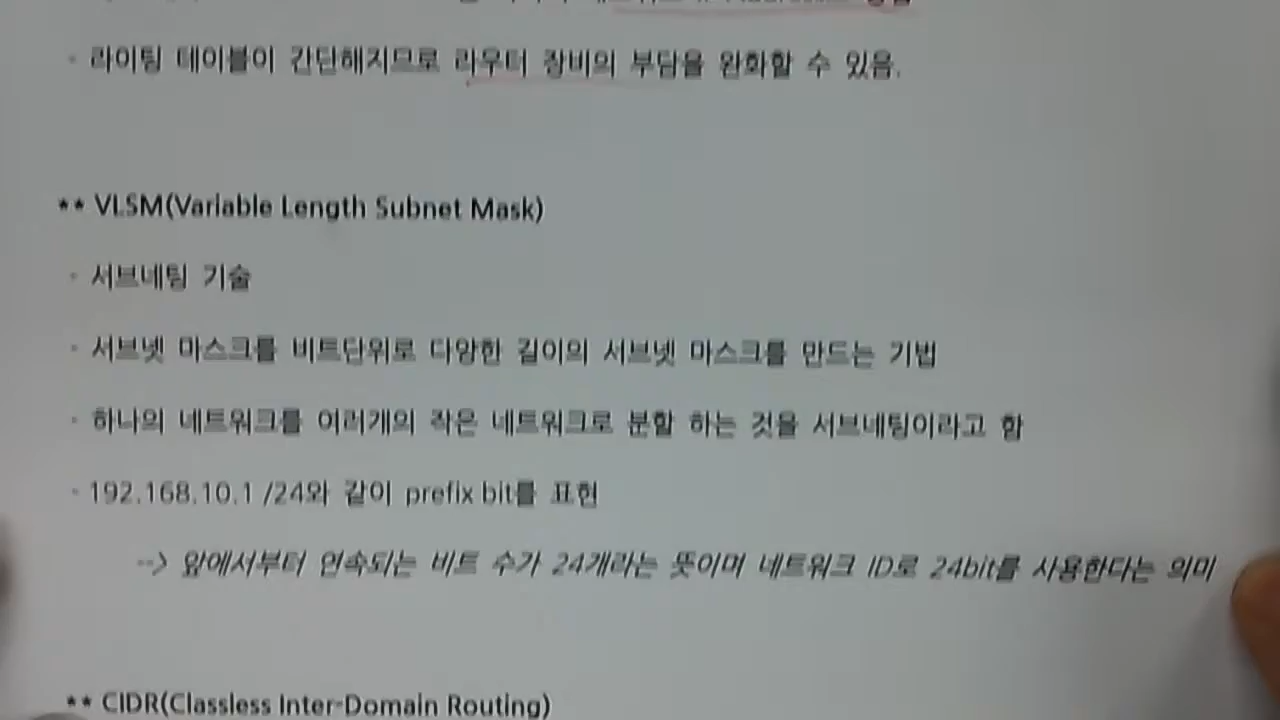 · 라이팅 테이블이 간단해지므로 라우터 장비의 부담을 완화할 수 있음.
** VLSM(Variable Length Subnet Mask)
· 서브네팅 기술
· 서브넷 마스크를 비트단위로 다양한 길이의 서브넷 마스크를 만드는 기법
· 하나의 네트워크를 여러개의 작은 네트워크로 분할 하는 것을 서브네팅이라고 함
· 192.168.10.1 /24와 같이 prefix bit를 표현
--> 앞에서부터 연속되는 비트 수가 24개라는 뜻이며 네트워크 ID로 24bit를 사용한다는 의미
** CIDR(Classless Inter-Domain Routing)